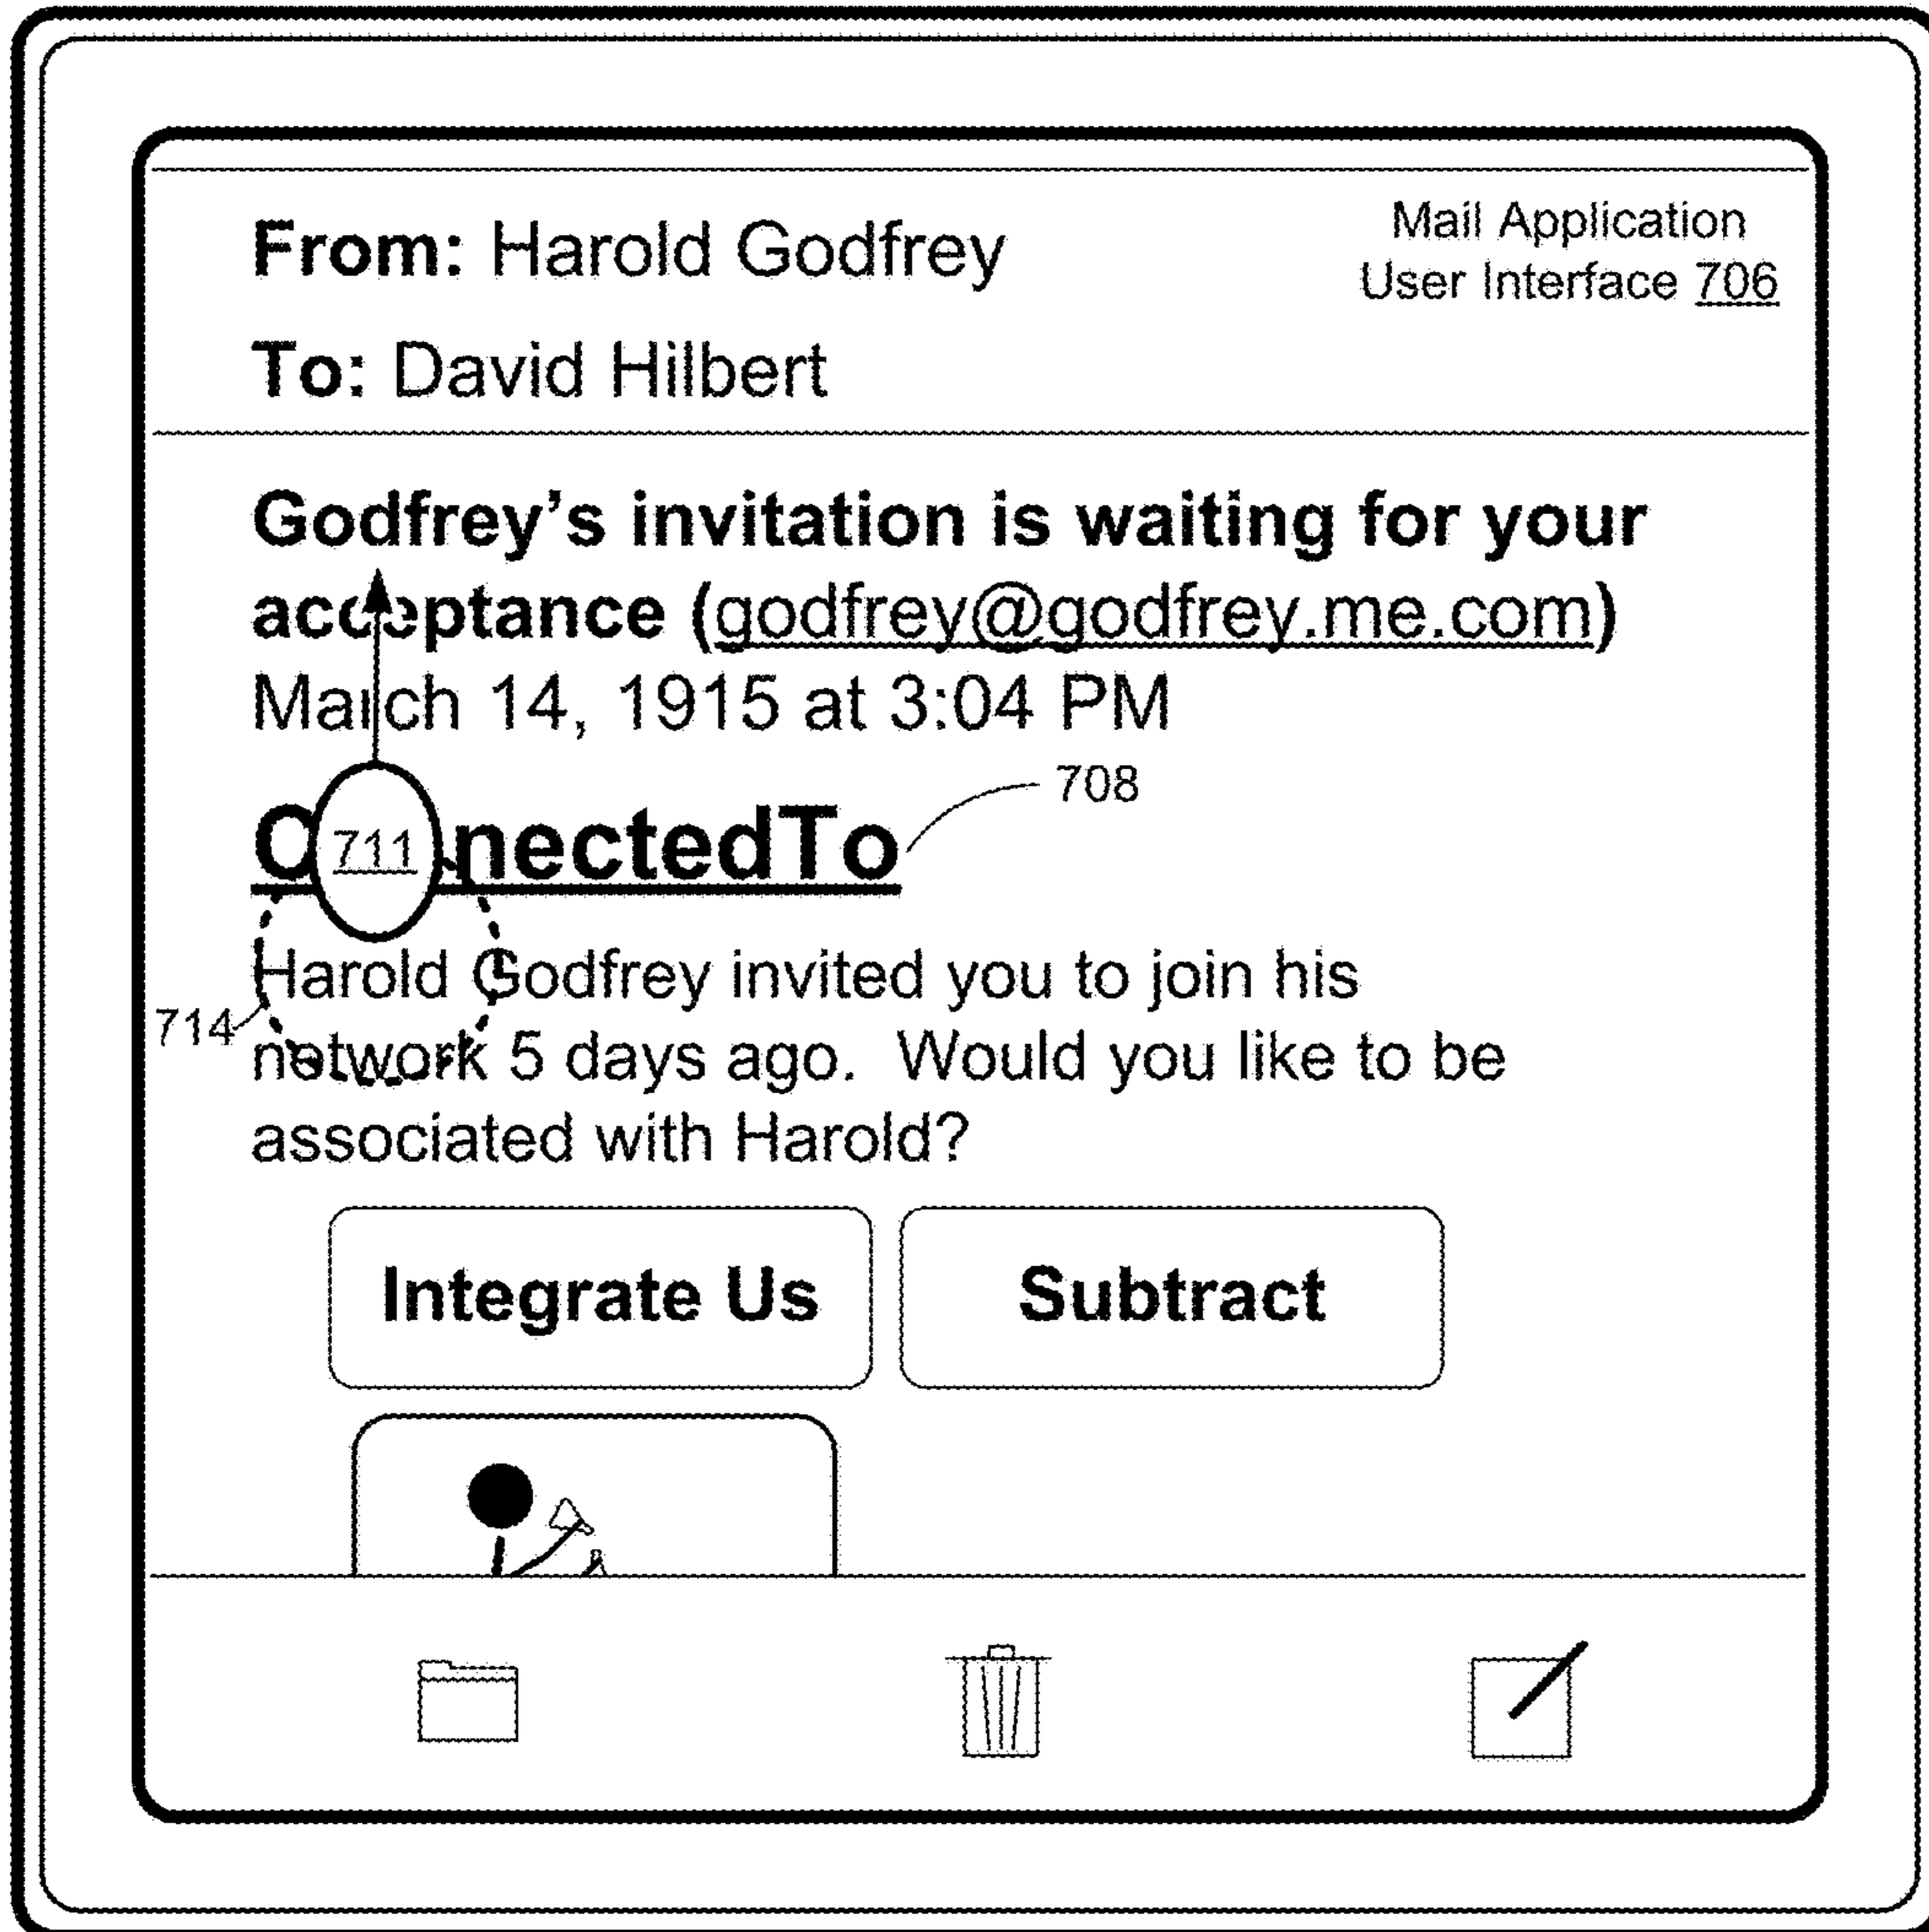 From: Harold Godfrey
Mail Application
User Interface 706
To: David Hilbert
Godfrey’s invitation is waiting for your
acceptance (godfrey@godfrey.me.com)
March 14, 1915 at 3:04 PM
708
C nectedTo
711
Harold Godfrey invited you to join his
714
network 5 days ago.  Would you like to be
associated with Harold?
Integrate Us
Subtract